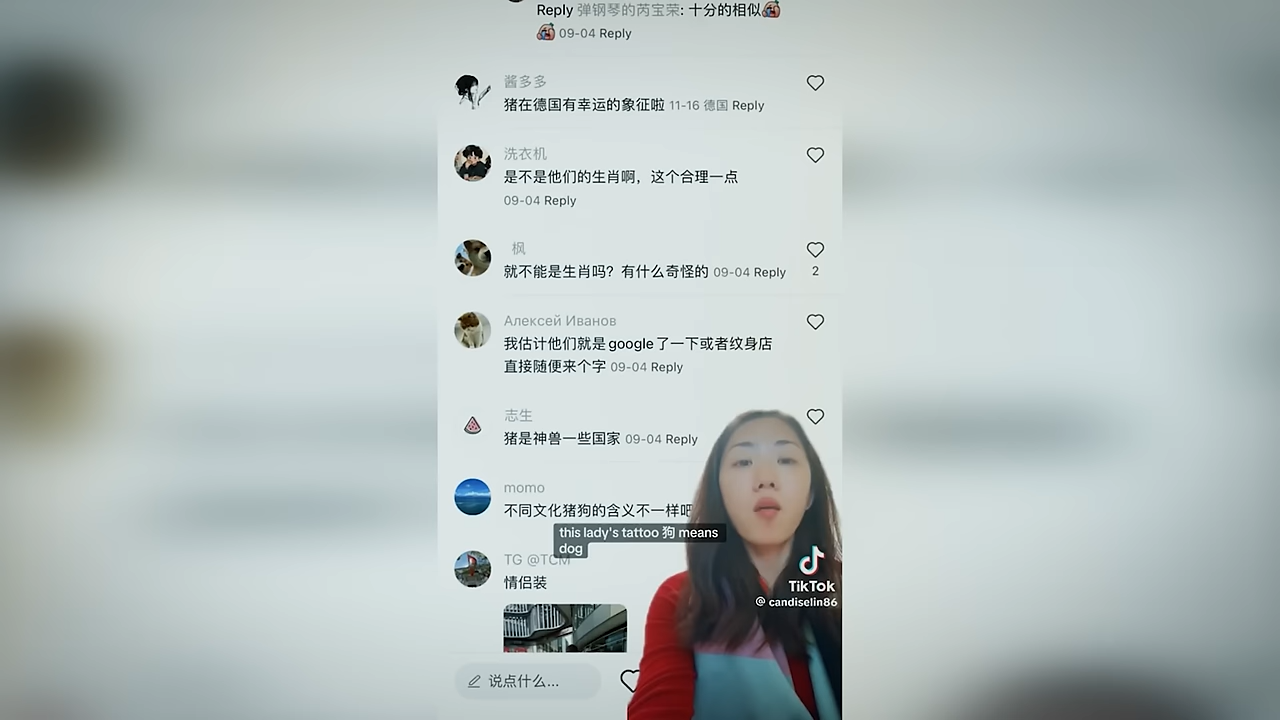 Reply 弹钢琴的芮宝荣: 十分的相似
09-04 Reply
酱多多
猪在德国有幸运的象征啦 11-16 德国 Reply
洗衣机
是不是他们的生肖啊，这个合理一点
09-04 Reply
枫
就不能是生肖吗？有什么奇怪的 09-04 Reply
2
Алексей Иванов
我估计他们就是google了一下或者纹身店
直接随便来个字 09-04 Reply
志生
猪是神兽一些国家 09-04 Reply
momo
不同文化猪狗的含义不一样吧
this lady's tattoo 狗 means
dog
TG @TCM
情侣装
TikTok
@ candiselin86
说点什么...